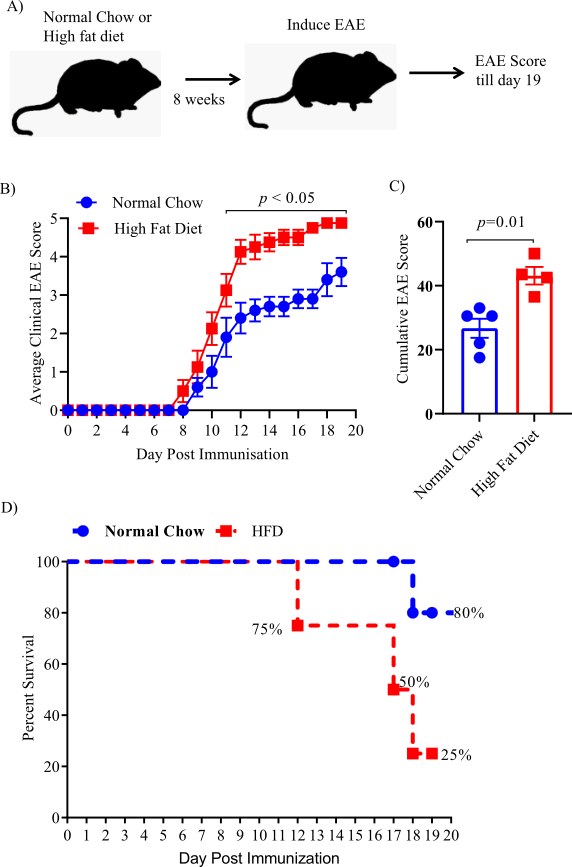 A)
Normal Chow or
High fat diet
8 weeks
Induce EAE
EAE Score
till day 19
B)
Normal Chow
High Fat Diet
p < 0.05
Average Clinical EAE Score
5
4
3
2
1
0
0 2 4 6 8 10 12 14 16 18 20
Day Post Immunisation
C)
p=0.01
Cumulative EAE Score
60
40
20
0
Normal Chow
High Fat Diet
D)
Normal Chow
HFD
Percent Survival
100
80
60
40
20
0
75%
50%
80%
25%
0 1 2 3 4 5 6 7 8 9 10 11 12 13 14 15 16 17 18 19 20
Day Post Immunization